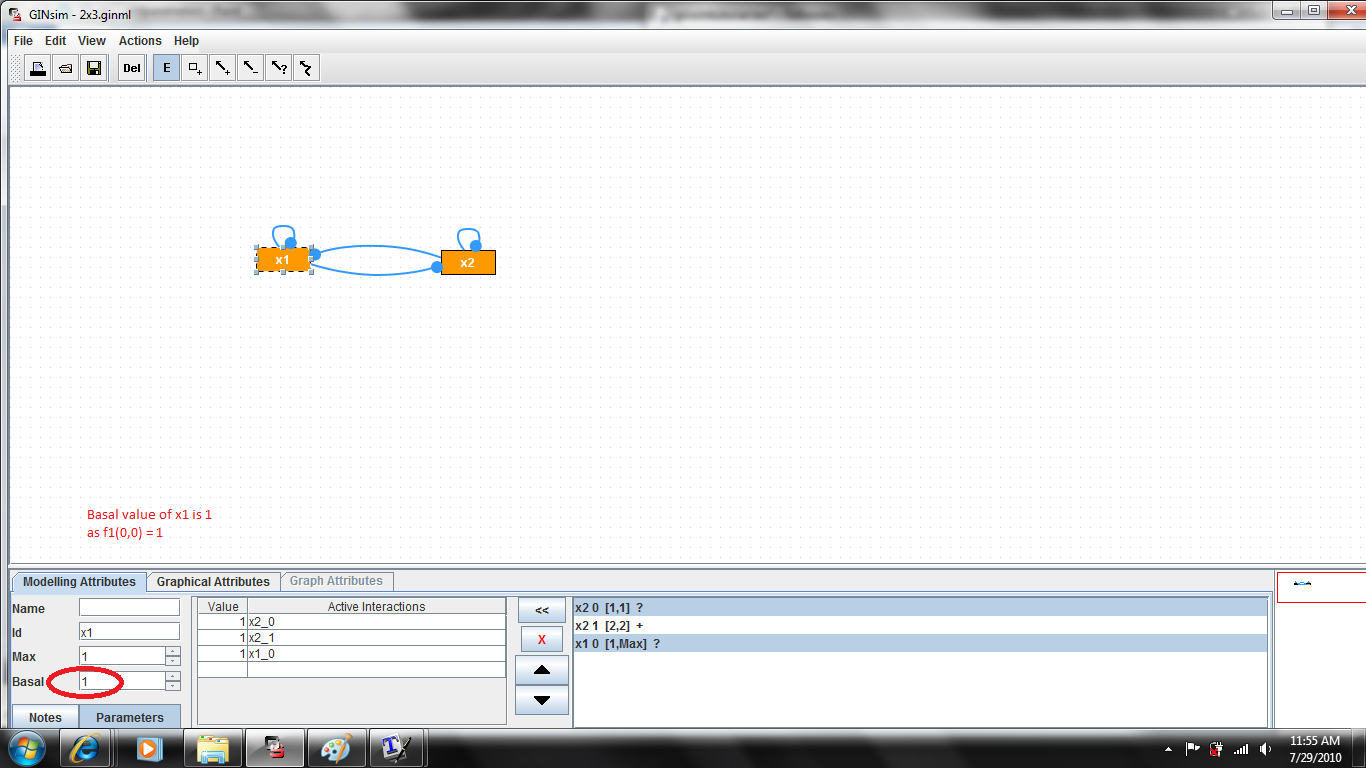 GINsim - 2x3.ginml
File Edit View Actions Help
Del E
x1 x2
Basal value of x1 is 1
as f1(0,0) = 1
Modelling Attributes Graphical Attributes Graph Attributes
Name
Id x1
Max 1
Basal 1
Notes Parameters
Value Active Interactions
1 x2_0
1 x2_1
1 x1_0
<<
X
x2 0 [1,1] ?
x2 1 [2,2] +
x1 0 [1,Max] ?
11:55 AM
7/29/2010